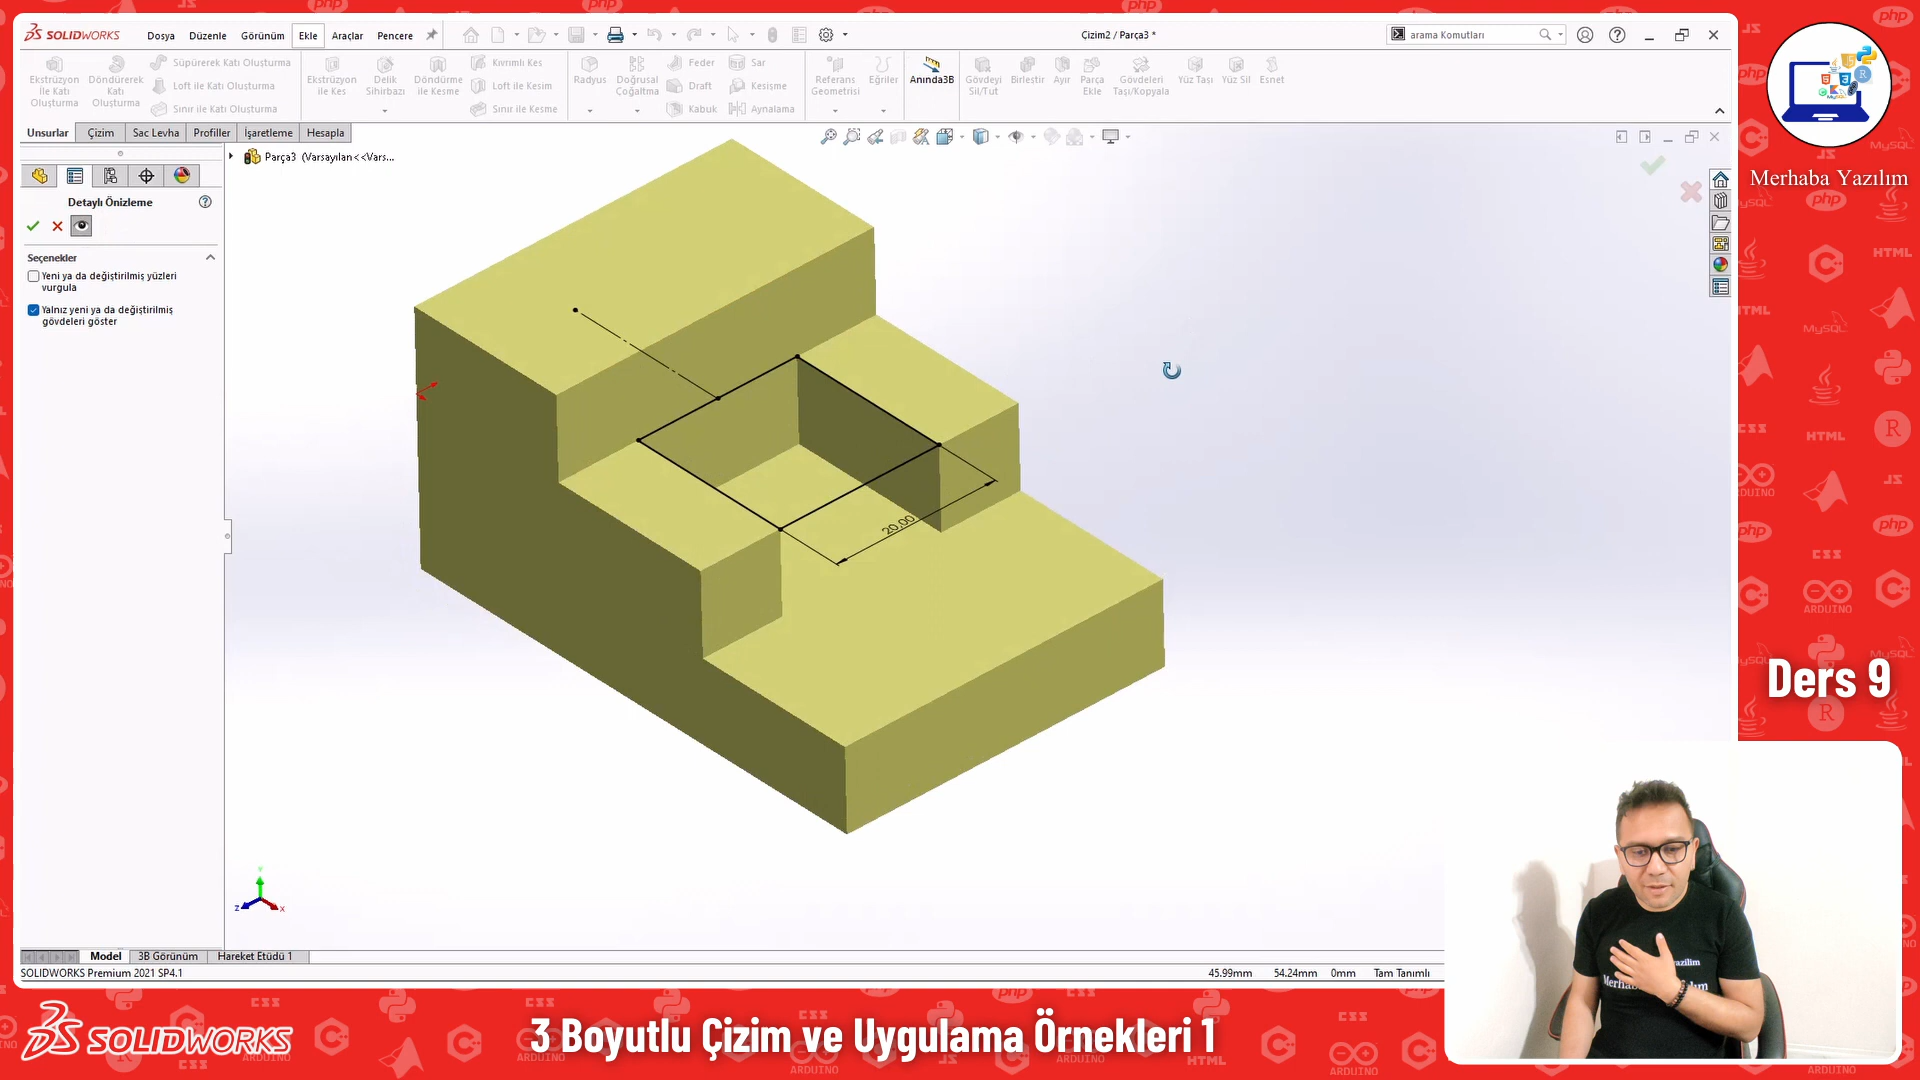 SOLIDWORKS Dosya Düzenle Görünüm Ekle Araçlar Pencere Çizim2 / Parça3 * arama Komutları
Ekstrüzyon ile Katı Oluşturma
Döndürerek Katı Oluşturma
Süpürerek Katı Oluşturma
Loft ile Katı Oluşturma
Sınır ile Katı Oluşturma
Ekstrüzyon ile Kes
Delik Sihirbazı
Döndürme ile Kesme
Kıvrımlı Kes
Loft ile Kesim
Sınır ile Kesme
Radyus
Doğrusal Çoğaltma
Feder
Draft
Kabuk
Sar
Kesişme
Aynalama
Referans Geometrisi
Eğriler
Anında3B
Gövdeyi Sil/Tut
Birleştir
Ayır
Parça Ekle
Gövdeleri Taşı/Kopyala
Yüz Taşı
Yüz Sil
Esnet
Unsurlar Çizim Sac Levha Profiller İşaretleme Hesapla
Parça3 (Varsayılan<<Vars...
Detaylı Önizleme
Seçenekler
Yeni ya da değiştirilmiş yüzleri
vurgula
Yalnız yeni ya da değiştirilmiş
gövdeleri göster
20,00
Y
Z
X
Model 3B Görünüm Hareket Etüdü 1
SOLIDWORKS Premium 2021 SP4.1 45.99mm 54.24mm 0mm Tam Tanımlı
Merhaba Yazılım
Ders 9
SOLIDWORKS
3 Boyutlu Çizim ve Uygulama Örnekleri 1